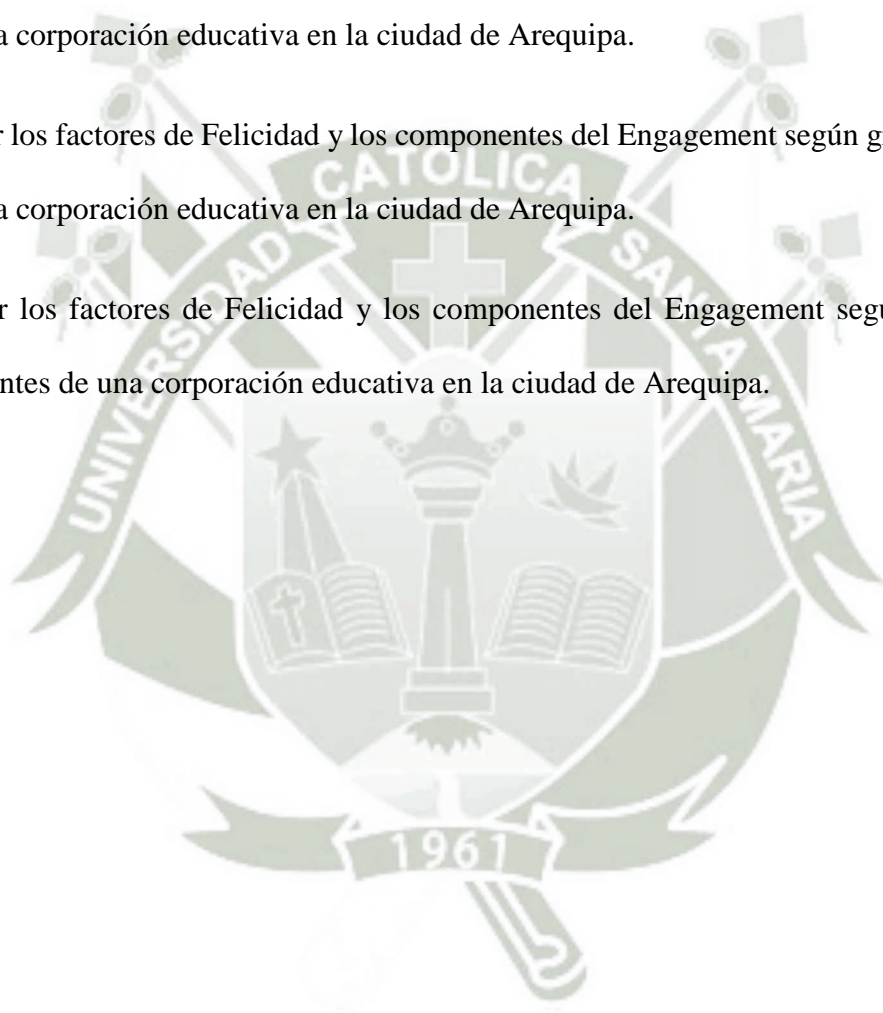 a corporación educativa en la ciudad de Arequipa.
r los factores de Felicidad y los componentes del Engagement según g
a corporación educativa en la ciudad de Arequipa.
r los factores de Felicidad y los componentes del Engagement segu
ntes de una corporación educativa en la ciudad de Arequipa.
UNIVERSIDAD CATOLICA SANTA MARIA
1961